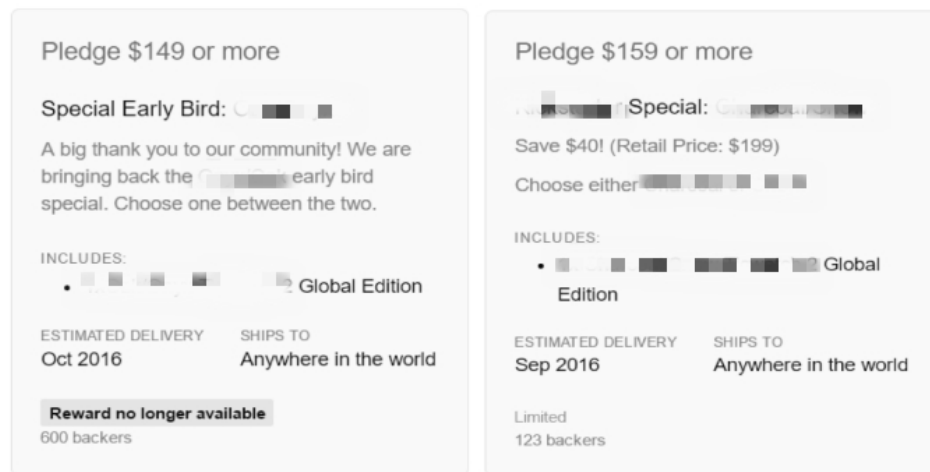 Pledge $149 or more
Special Early Bird:
A big thank you to our community! We are
bringing back the early bird
special. Choose one between the two.
INCLUDES:
• Global Edition
ESTIMATED DELIVERY SHIPS TO
Oct 2016 Anywhere in the world
Reward no longer available
600 backers
Pledge $159 or more
Special:
Save $40! (Retail Price: $199)
Choose either
INCLUDES:
• Global
Edition
ESTIMATED DELIVERY SHIPS TO
Sep 2016 Anywhere in the world
Limited
123 backers